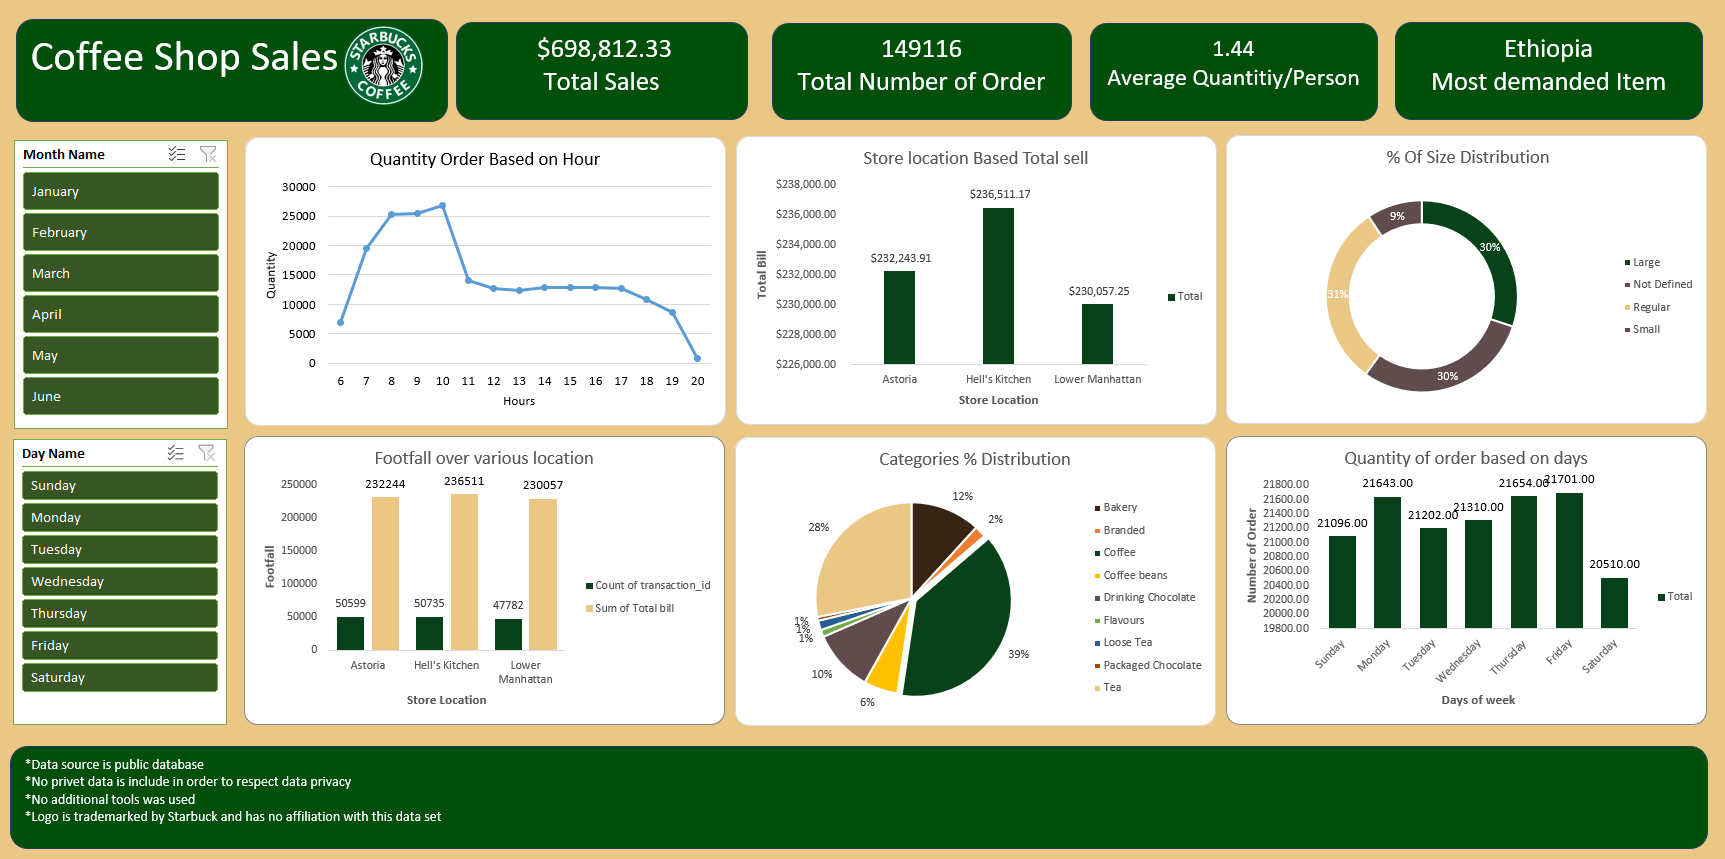 Coffee Shop Sales
STARBUCKS
COFFEE
$698,812.33
Total Sales
149116
Total Number of Order
1.44
Average Quantitiy/Person
Ethiopia
Most demanded Item
Month Name
January
February
March
April
May
June
Quantity Order Based on Hour
30000
25000
20000
15000
10000
5000
0
Quantity
6 7 8 9 10 11 12 13 14 15 16 17 18 19 20
Hours
Store location Based Total sell
$238,000.00
$236,000.00
$234,000.00
$232,000.00
$230,000.00
$228,000.00
$226,000.00
Total Bill
$232,243.91
$236,511.17
$230,057.25
Astoria Hell's Kitchen Lower Manhattan
Store Location
Total
% Of Size Distribution
9%
30%
31%
30%
Large
Not Defined
Regular
Small
Day Name
Sunday
Monday
Tuesday
Wednesday
Thursday
Friday
Saturday
Footfall over various location
250000
200000
150000
100000
50000
0
Footfall
232244 236511 230057
50599 50735 47782
Astoria Hell's Kitchen Lower
Manhattan
Store Location
Count of transaction_id
Sum of Total bill
Categories % Distribution
12%
2%
39%
6%
10%
1%
1%
1%
28%
Bakery
Branded
Coffee
Coffee beans
Drinking Chocolate
Flavours
Loose Tea
Packaged Chocolate
Tea
Quantity of order based on days
21800.00
21600.00
21400.00
21200.00
21000.00
20800.00
20600.00
20400.00
20200.00
20000.00
19800.00
Number of Order
21096.00
21643.00
21202.00
21310.00
21654.00
21701.00
20510.00
Sunday Monday Tuesday Wednesday Thursday Friday Saturday
Days of week
Total
*Data source is public database
*No privet data is include in order to respect data privacy
*No additional tools was used
*Logo is trademarked by Starbuck and has no affiliation with this data set